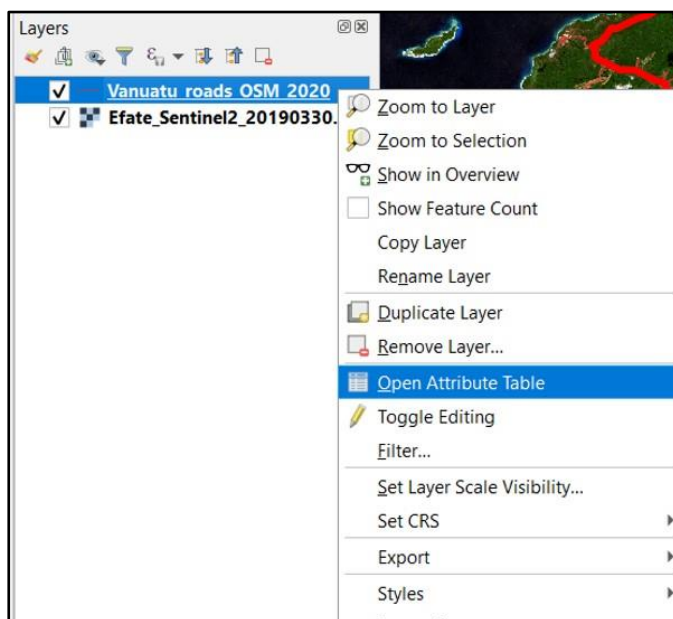 Layers
Vanuatu_roads_OSM_2020
Efate_Sentinel2_20190330.
Zoom to Layer
Zoom to Selection
Show in Overview
Show Feature Count
Copy Layer
Rename Layer
Duplicate Layer
Remove Layer...
Open Attribute Table
Toggle Editing
Filter...
Set Layer Scale Visibility...
Set CRS
Export
Styles